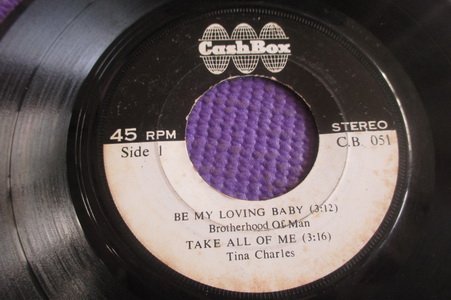 CashBox
45 RPM
Side 1
STEREO
C.B. 051
BE MY LOVING BABY (3:12)
Brotherhood Of Man
TAKE ALL OF ME (3:16)
Tina Charles